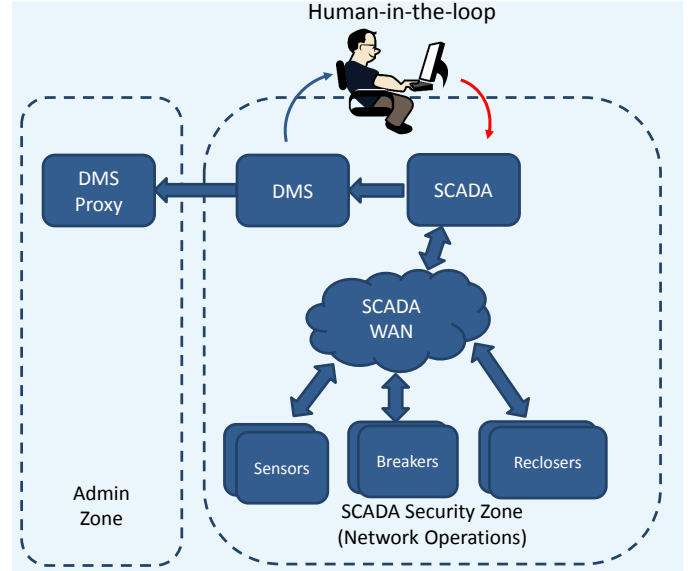 Human-in-the-loop
DMS
Proxy
DMS
SCADA
SCADA
WAN
Sensors
Breakers
Reclosers
Admin
Zone
SCADA Security Zone
(Network Operations)